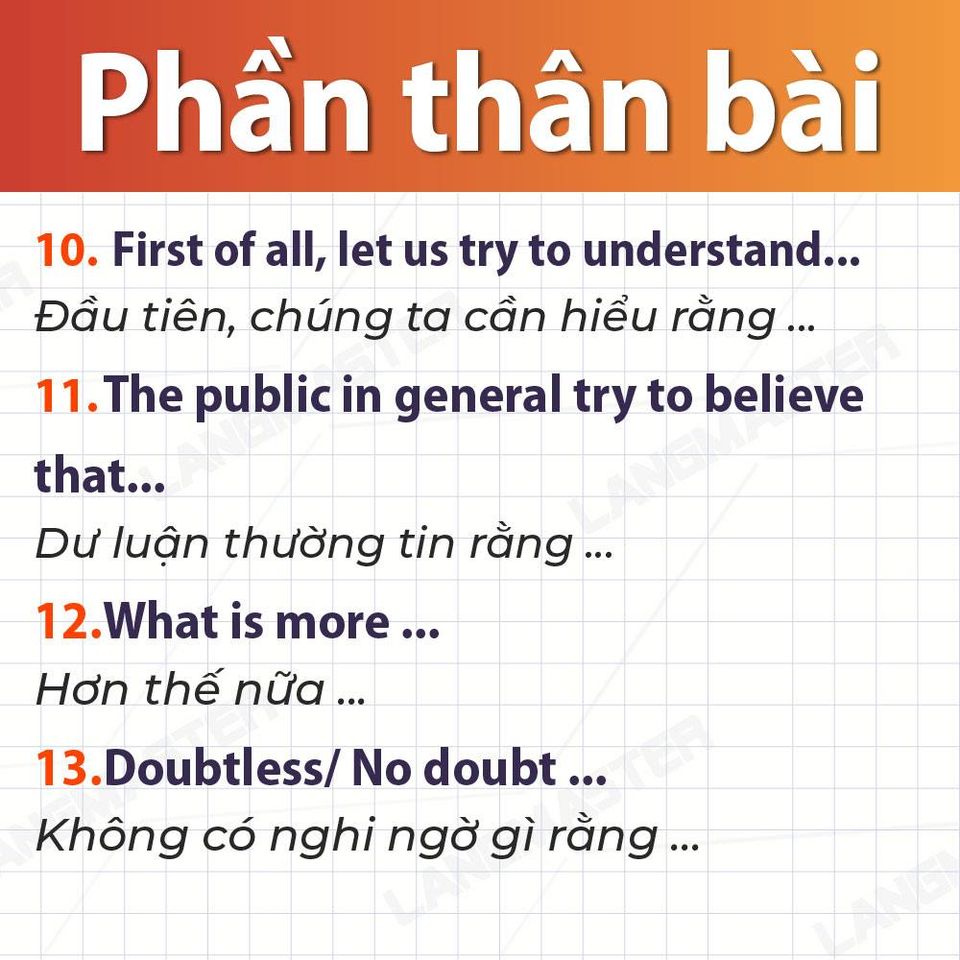 Phần thân bài
10. First of all, let us try to understand...
Đầu tiên, chúng ta cần hiểu rằng ...
11.The public in general try to believe
that...
Dư luận thường tin rằng ...
12.What is more ...
Hơn thế nữa ...
13.Doubtless/ No doubt ...
Không có nghi ngờ gì rằng ...
LANGMASTER
LANGMASTER
LANGMASTER
LANGMASTER